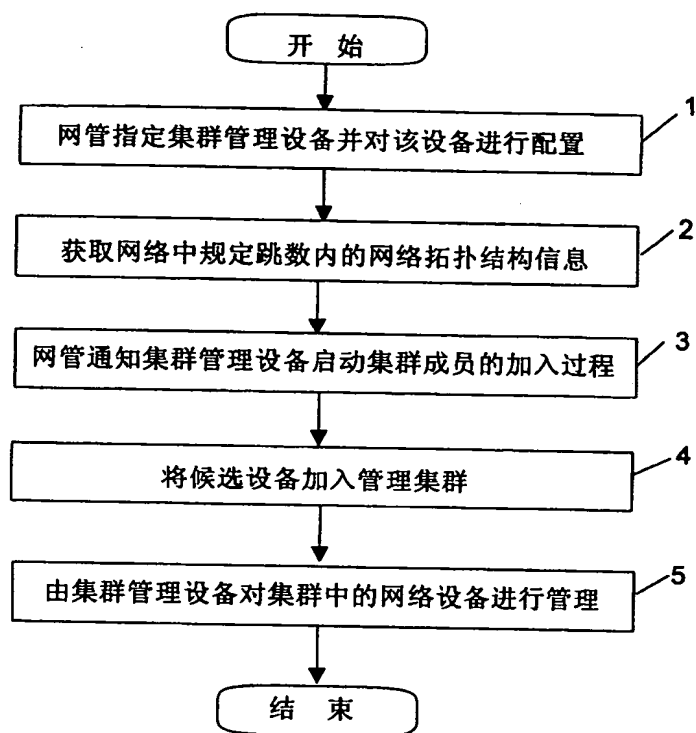 开 始
1
网管指定集群管理设备并对该设备进行配置
2
获取网络中规定跳数内的网络拓扑结构信息
3
网管通知集群管理设备启动集群成员的加入过程
4
将候选设备加入管理集群
5
由集群管理设备对集群中的网络设备进行管理
结 束